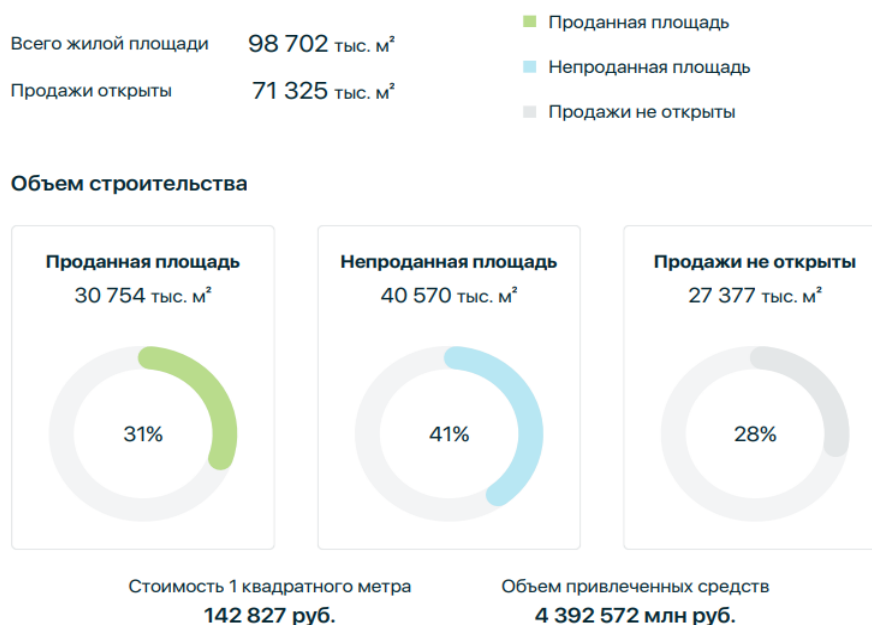 Всего жилой площади 98 702 тыс. м²
Продажи открыты 71 325 тыс. м²
Проданная площадь
Непроданная площадь
Продажи не открыты
Объем строительства
Проданная площадь
30 754 тыс. м²
31%
Непроданная площадь
40 570 тыс. м²
41%
Продажи не открыты
27 377 тыс. м²
28%
Стоимость 1 квадратного метра
142 827 руб.
Объем привлеченных средств
4 392 572 млн руб.